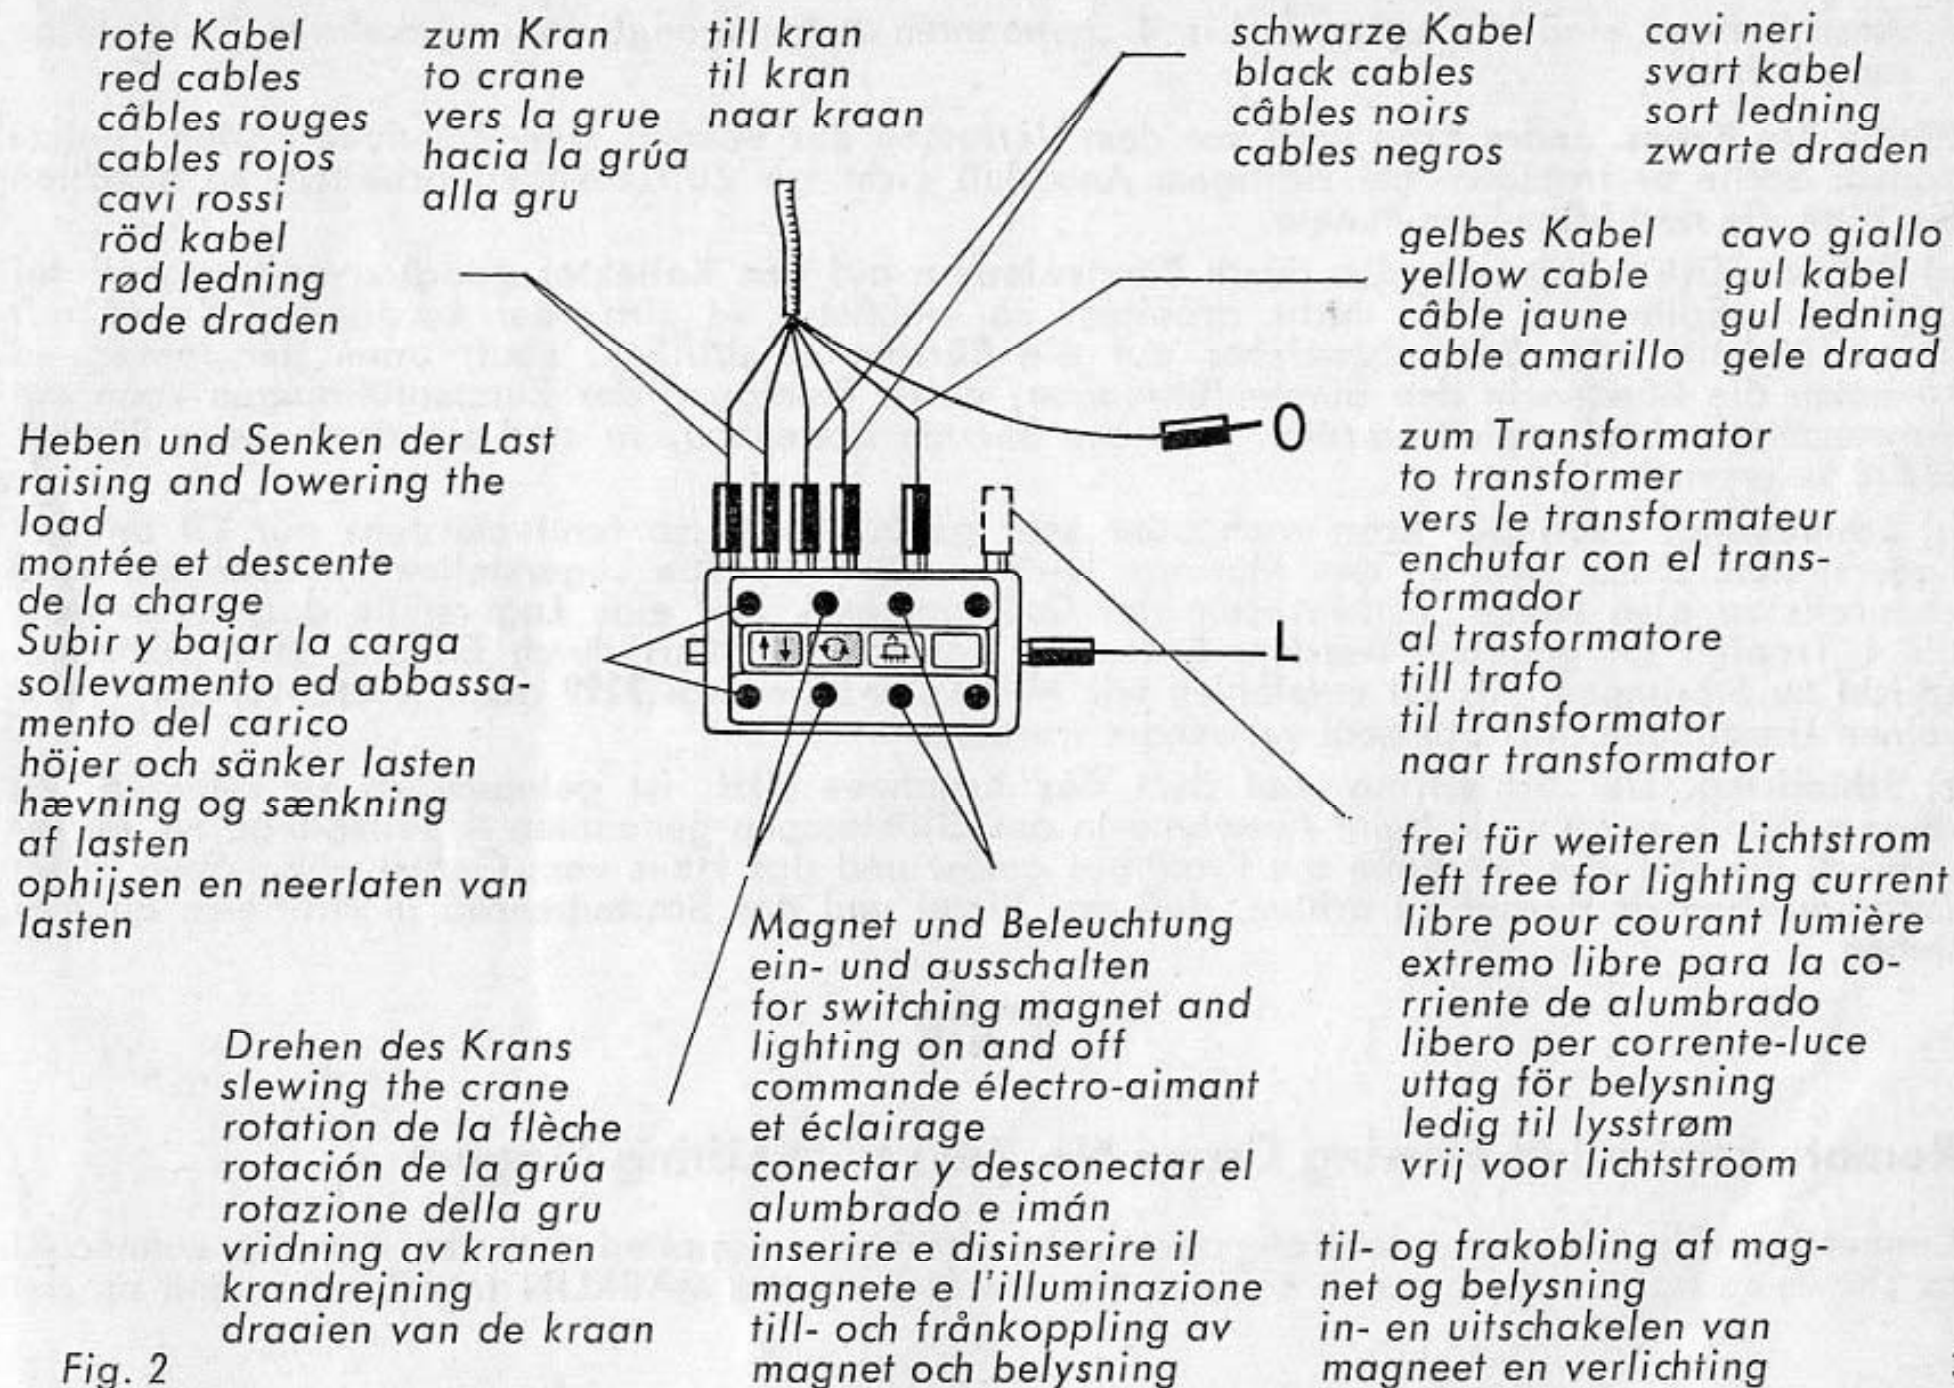 rote Kabel
red cables
câbles rouges
cables rojos
cavi rossi
röd kabel
rød ledning
rode draden
zum Kran
to crane
vers la grue
hacia la grúa
alla gru
till kran
til kran
naar kraan
schwarze Kabel
black cables
câbles noirs
cables negros
cavi neri
svart kabel
sort ledning
zwarte draden
gelbes Kabel
yellow cable
câble jaune
cable amarillo
cavo giallo
gul kabel
gul ledning
gele draad
O
L
zum Transformator
to transformer
vers le transformateur
enchufar con el trans-
formador
al trasformatore
till trafo
til transformator
naar transformator
Heben und Senken der Last
raising and lowering the
load
montée et descente
de la charge
Subir y bajar la carga
sollevamento ed abbassa-
mento del carico
höjer och sänker lasten
hævning og sænkning
af lasten
ophijsen en neerlaten van
lasten
frei für weiteren Lichtstrom
left free for lighting current
libre pour courant lumière
extremo libre para la co-
rriente de alumbrado
libero per corrente-luce
uttag för belysning
ledig til lysstrøm
vrij voor lichtstroom
Drehen des Krans
slewing the crane
rotation de la flèche
rotación de la grúa
rotazione della gru
vridning av kranen
krandrejning
draaien van de kraan
Magnet und Beleuchtung
ein- und ausschalten
for switching magnet and
lighting on and off
commande électro-aimant
et éclairage
conectar y desconectar el
alumbrado e imán
inserire e disinserire il
magnete e l'illuminazione
till- och frånkoppling av
magnet och belysning
til- og frakobling af mag-
net og belysning
in- en uitschakelen van
magneet en verlichting
Fig. 2